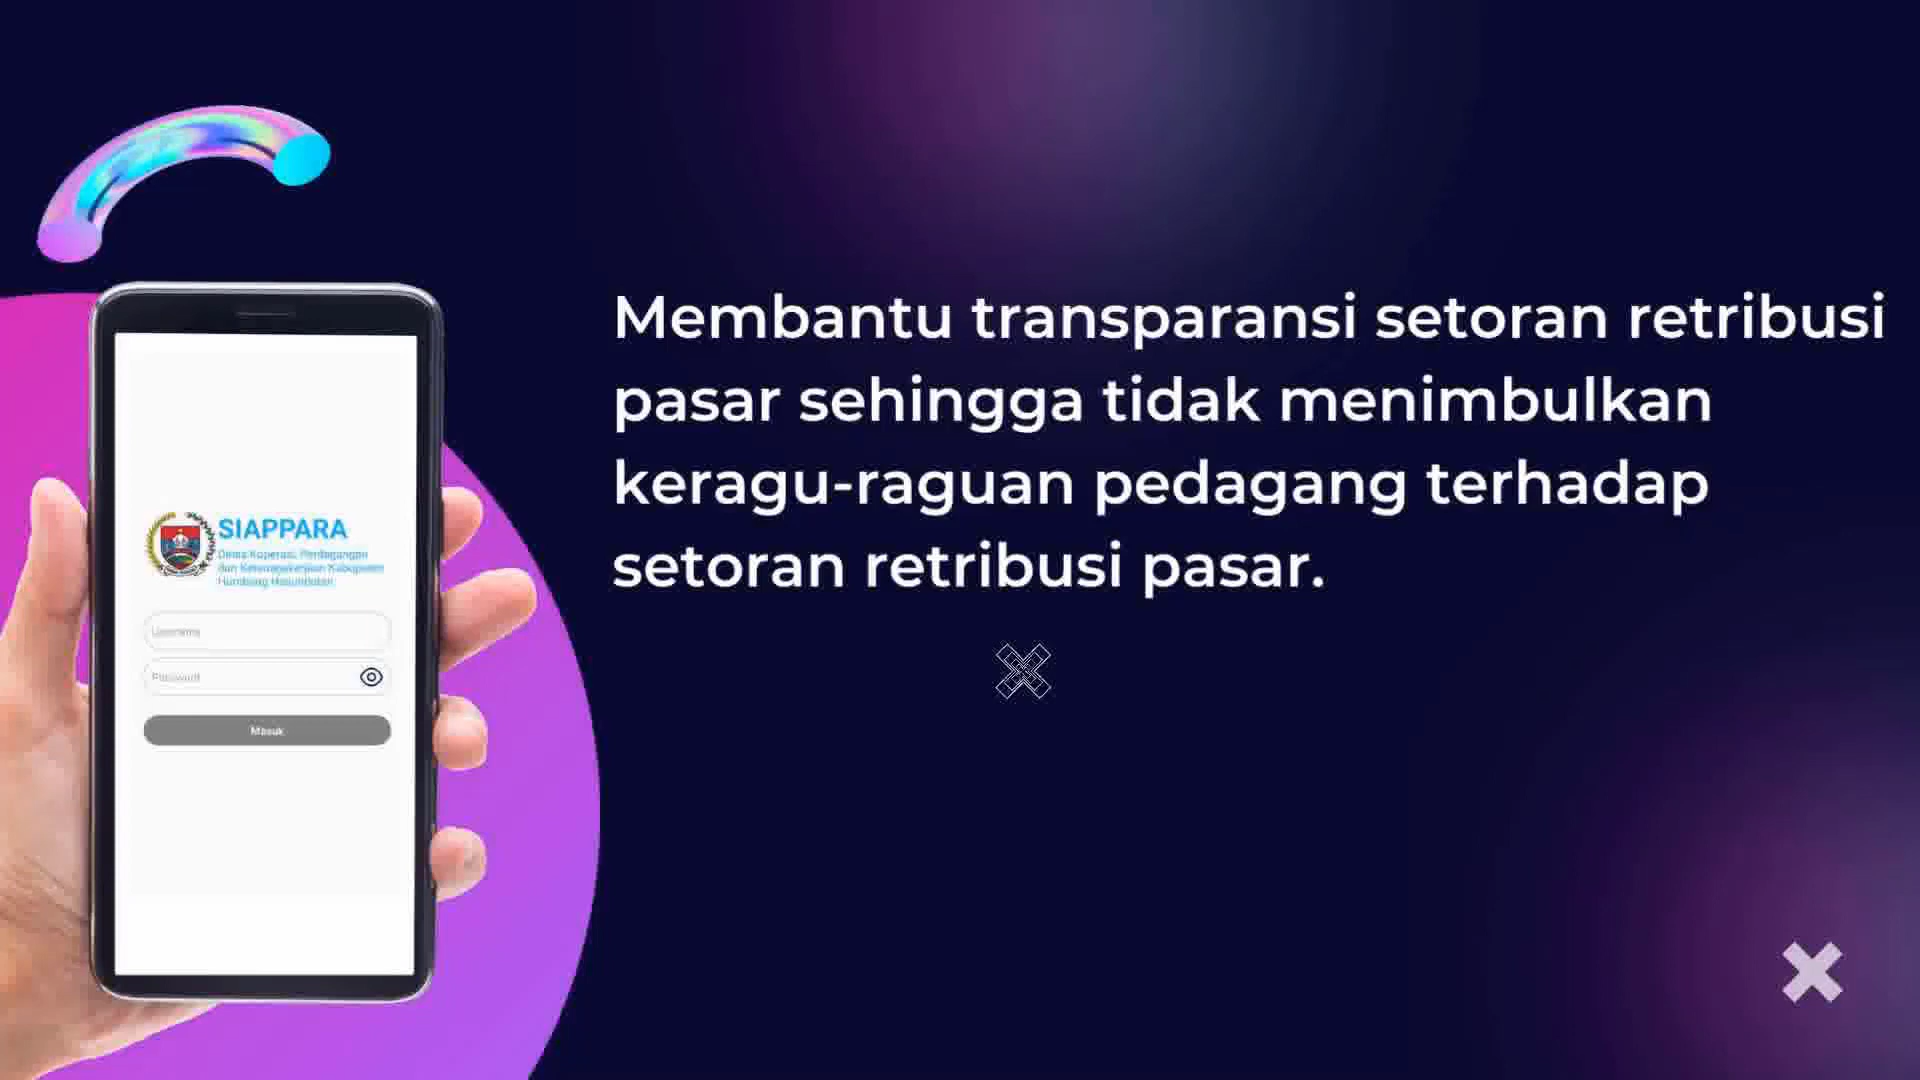 Membantu transparansi setoran retribusi
pasar sehingga tidak menimbulkan
keragu-raguan pedagang terhadap
setoran retribusi pasar.
SIAPPARA
Dinas Koperasi, Perdagangan
dan Ketenagakerjaan Kabupaten
Humbang Hasundutan
Username
Password
Masuk